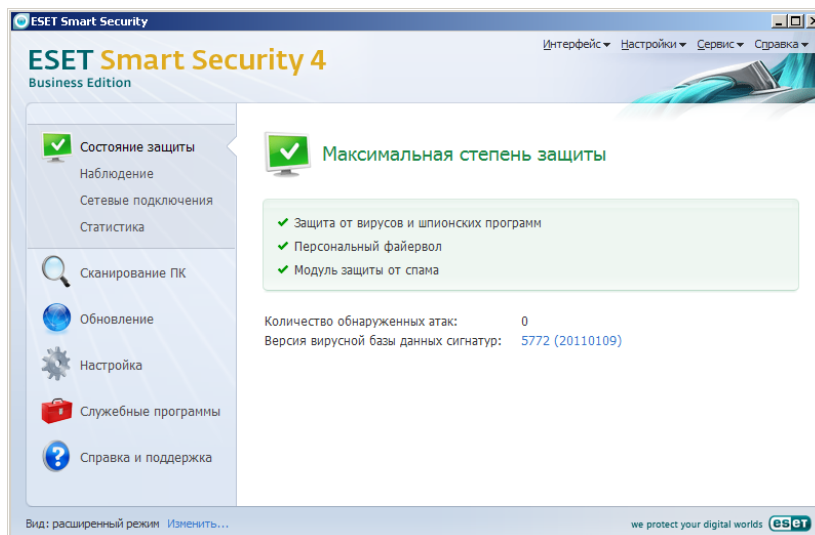 ESET Smart Security
Интерфейс Настройки Сервис Справка
ESET Smart Security 4
Business Edition
Состояние защиты
Наблюдение
Сетевые подключения
Статистика
Сканирование ПК
Обновление
Настройка
Служебные программы
Справка и поддержка
Максимальная степень защиты
Защита от вирусов и шпионских программ
Персональный файервол
Модуль защиты от спама
Количество обнаруженных атак: 0
Версия вирусной базы данных сигнатур: 5772 (20110109)
Вид: расширенный режим Изменить...
we protect your digital worlds eset